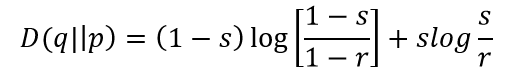 D(q||p) = (1 − s) log [(1 − s)/(1 − r)] + slog s/r